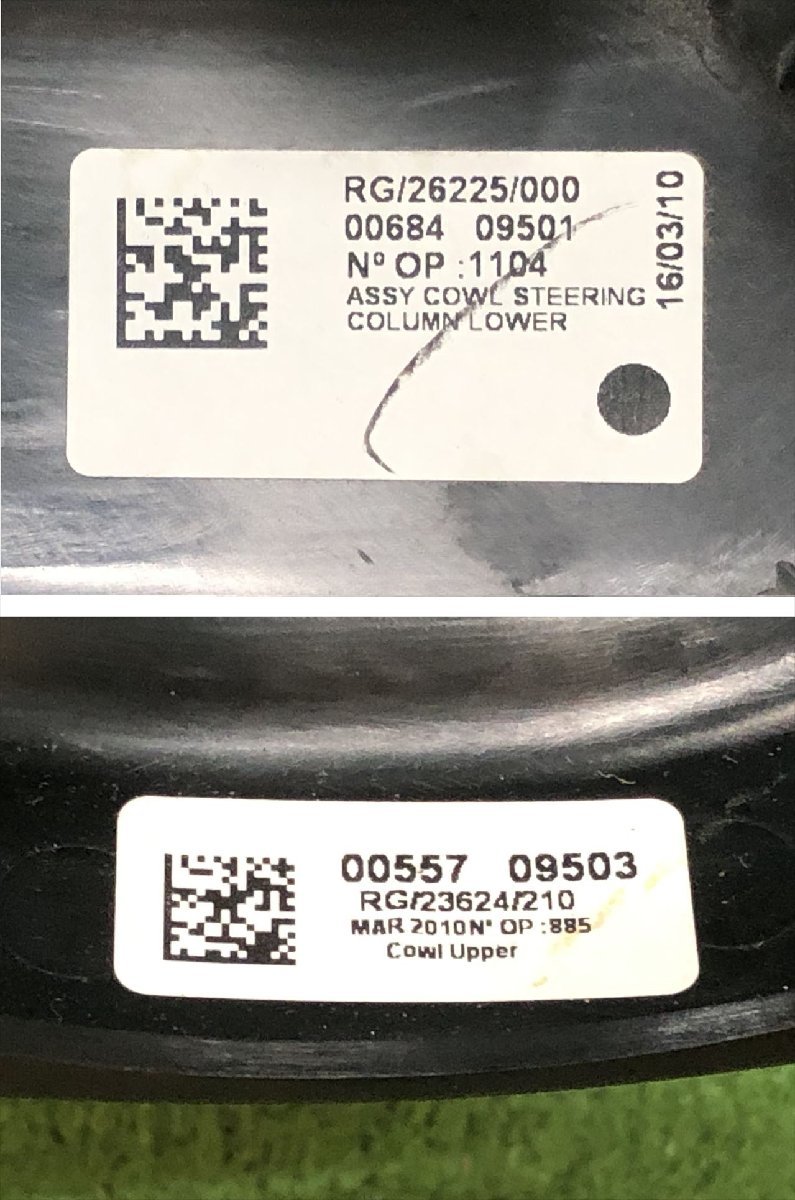 RG/26225/000
00684 09501
Nº OP :1104
ASSY COWL STEERING
COLUMN LOWER
16/03/10
00557 09503
RG/23624/210
MAR 2010N° OP :885
Cowl Upper